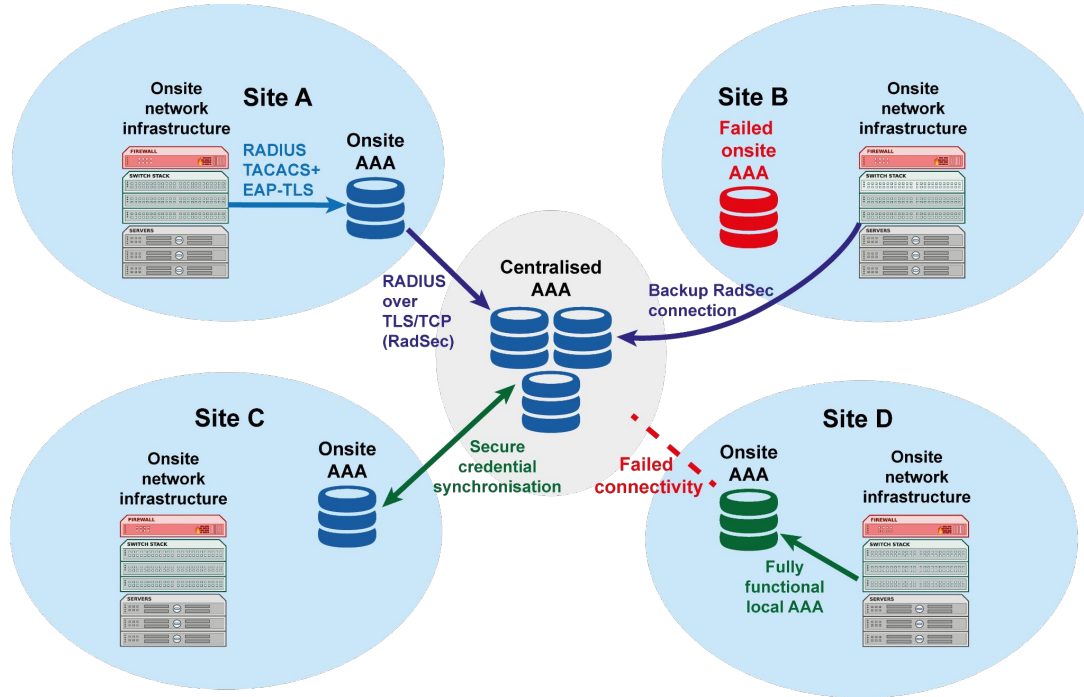 Site A
Onsite
network
infrastructure
FIREWALL
SWITCH STACK
SERVERS
RADIUS
TACACS+
EAP-TLS
Onsite
AAA
RADIUS
over
TLS/TCP
(RadSec)
Site B
Failed
onsite
AAA
Onsite
network
infrastructure
FIREWALL
SWITCH STACK
SERVERS
Backup RadSec
connection
Centralised
AAA
Site C
Onsite
network
infrastructure
FIREWALL
SWITCH STACK
SERVERS
Onsite
AAA
Secure
credential
synchronisation
Site D
Failed
connectivity
Onsite
AAA
Onsite
network
infrastructure
FIREWALL
SWITCH STACK
SERVERS
Fully
functional
local AAA